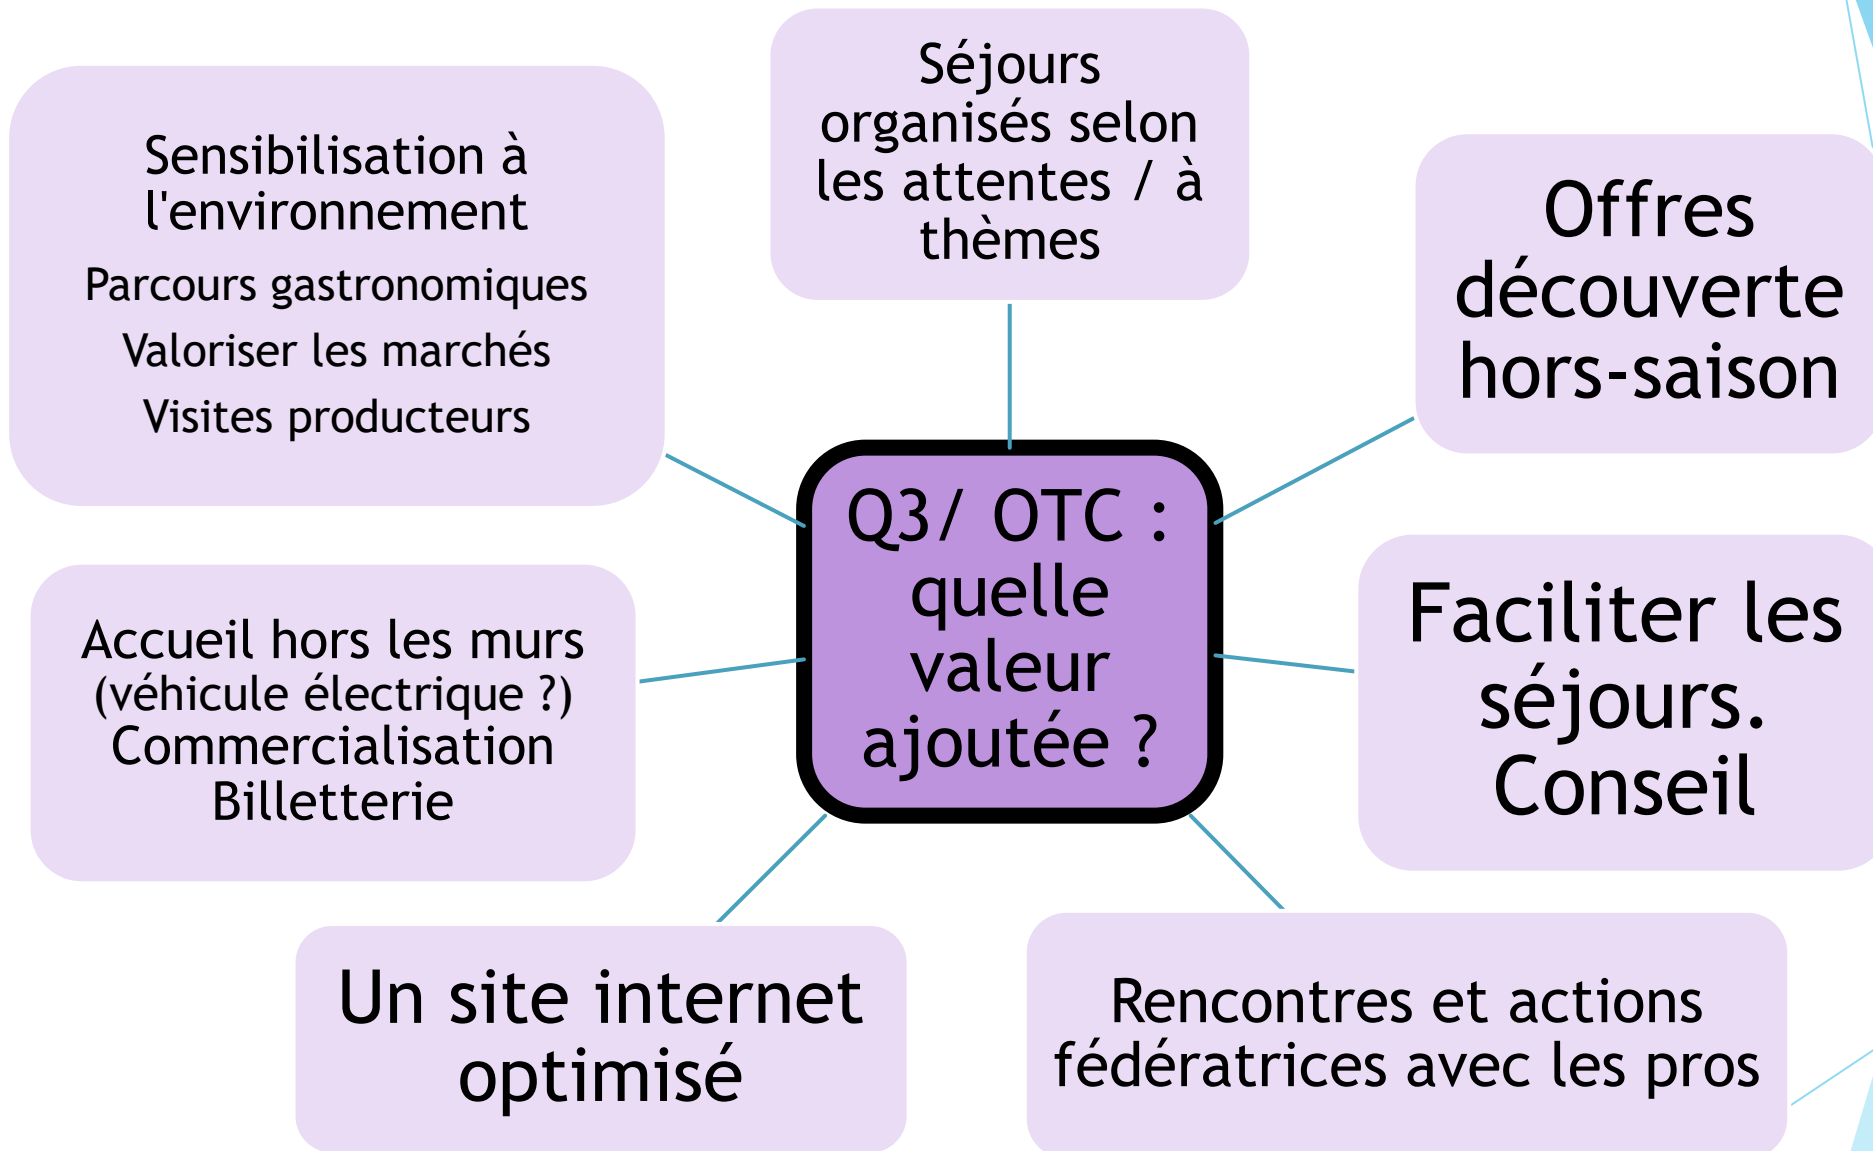 Séjours
organisés selon
les attentes / à
thèmes
Sensibilisation à
l'environnement
Parcours gastronomiques
Valoriser les marchés
Visites producteurs
Offres
découverte
hors-saison
Q3/ OTC :
quelle
valeur
ajoutée ?
Accueil hors les murs
(véhicule électrique ?)
Commercialisation
Billetterie
Faciliter les
séjours.
Conseil
Un site internet
optimisé
Rencontres et actions
fédératrices avec les pros